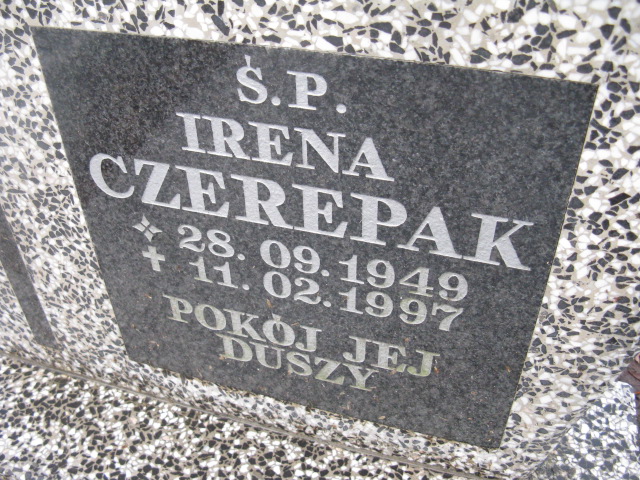 Ś.P.
IRENA
CZEREPAK
28. 09. 1949
11. 02. 1997
POKÓJ JEJ
DUSZY